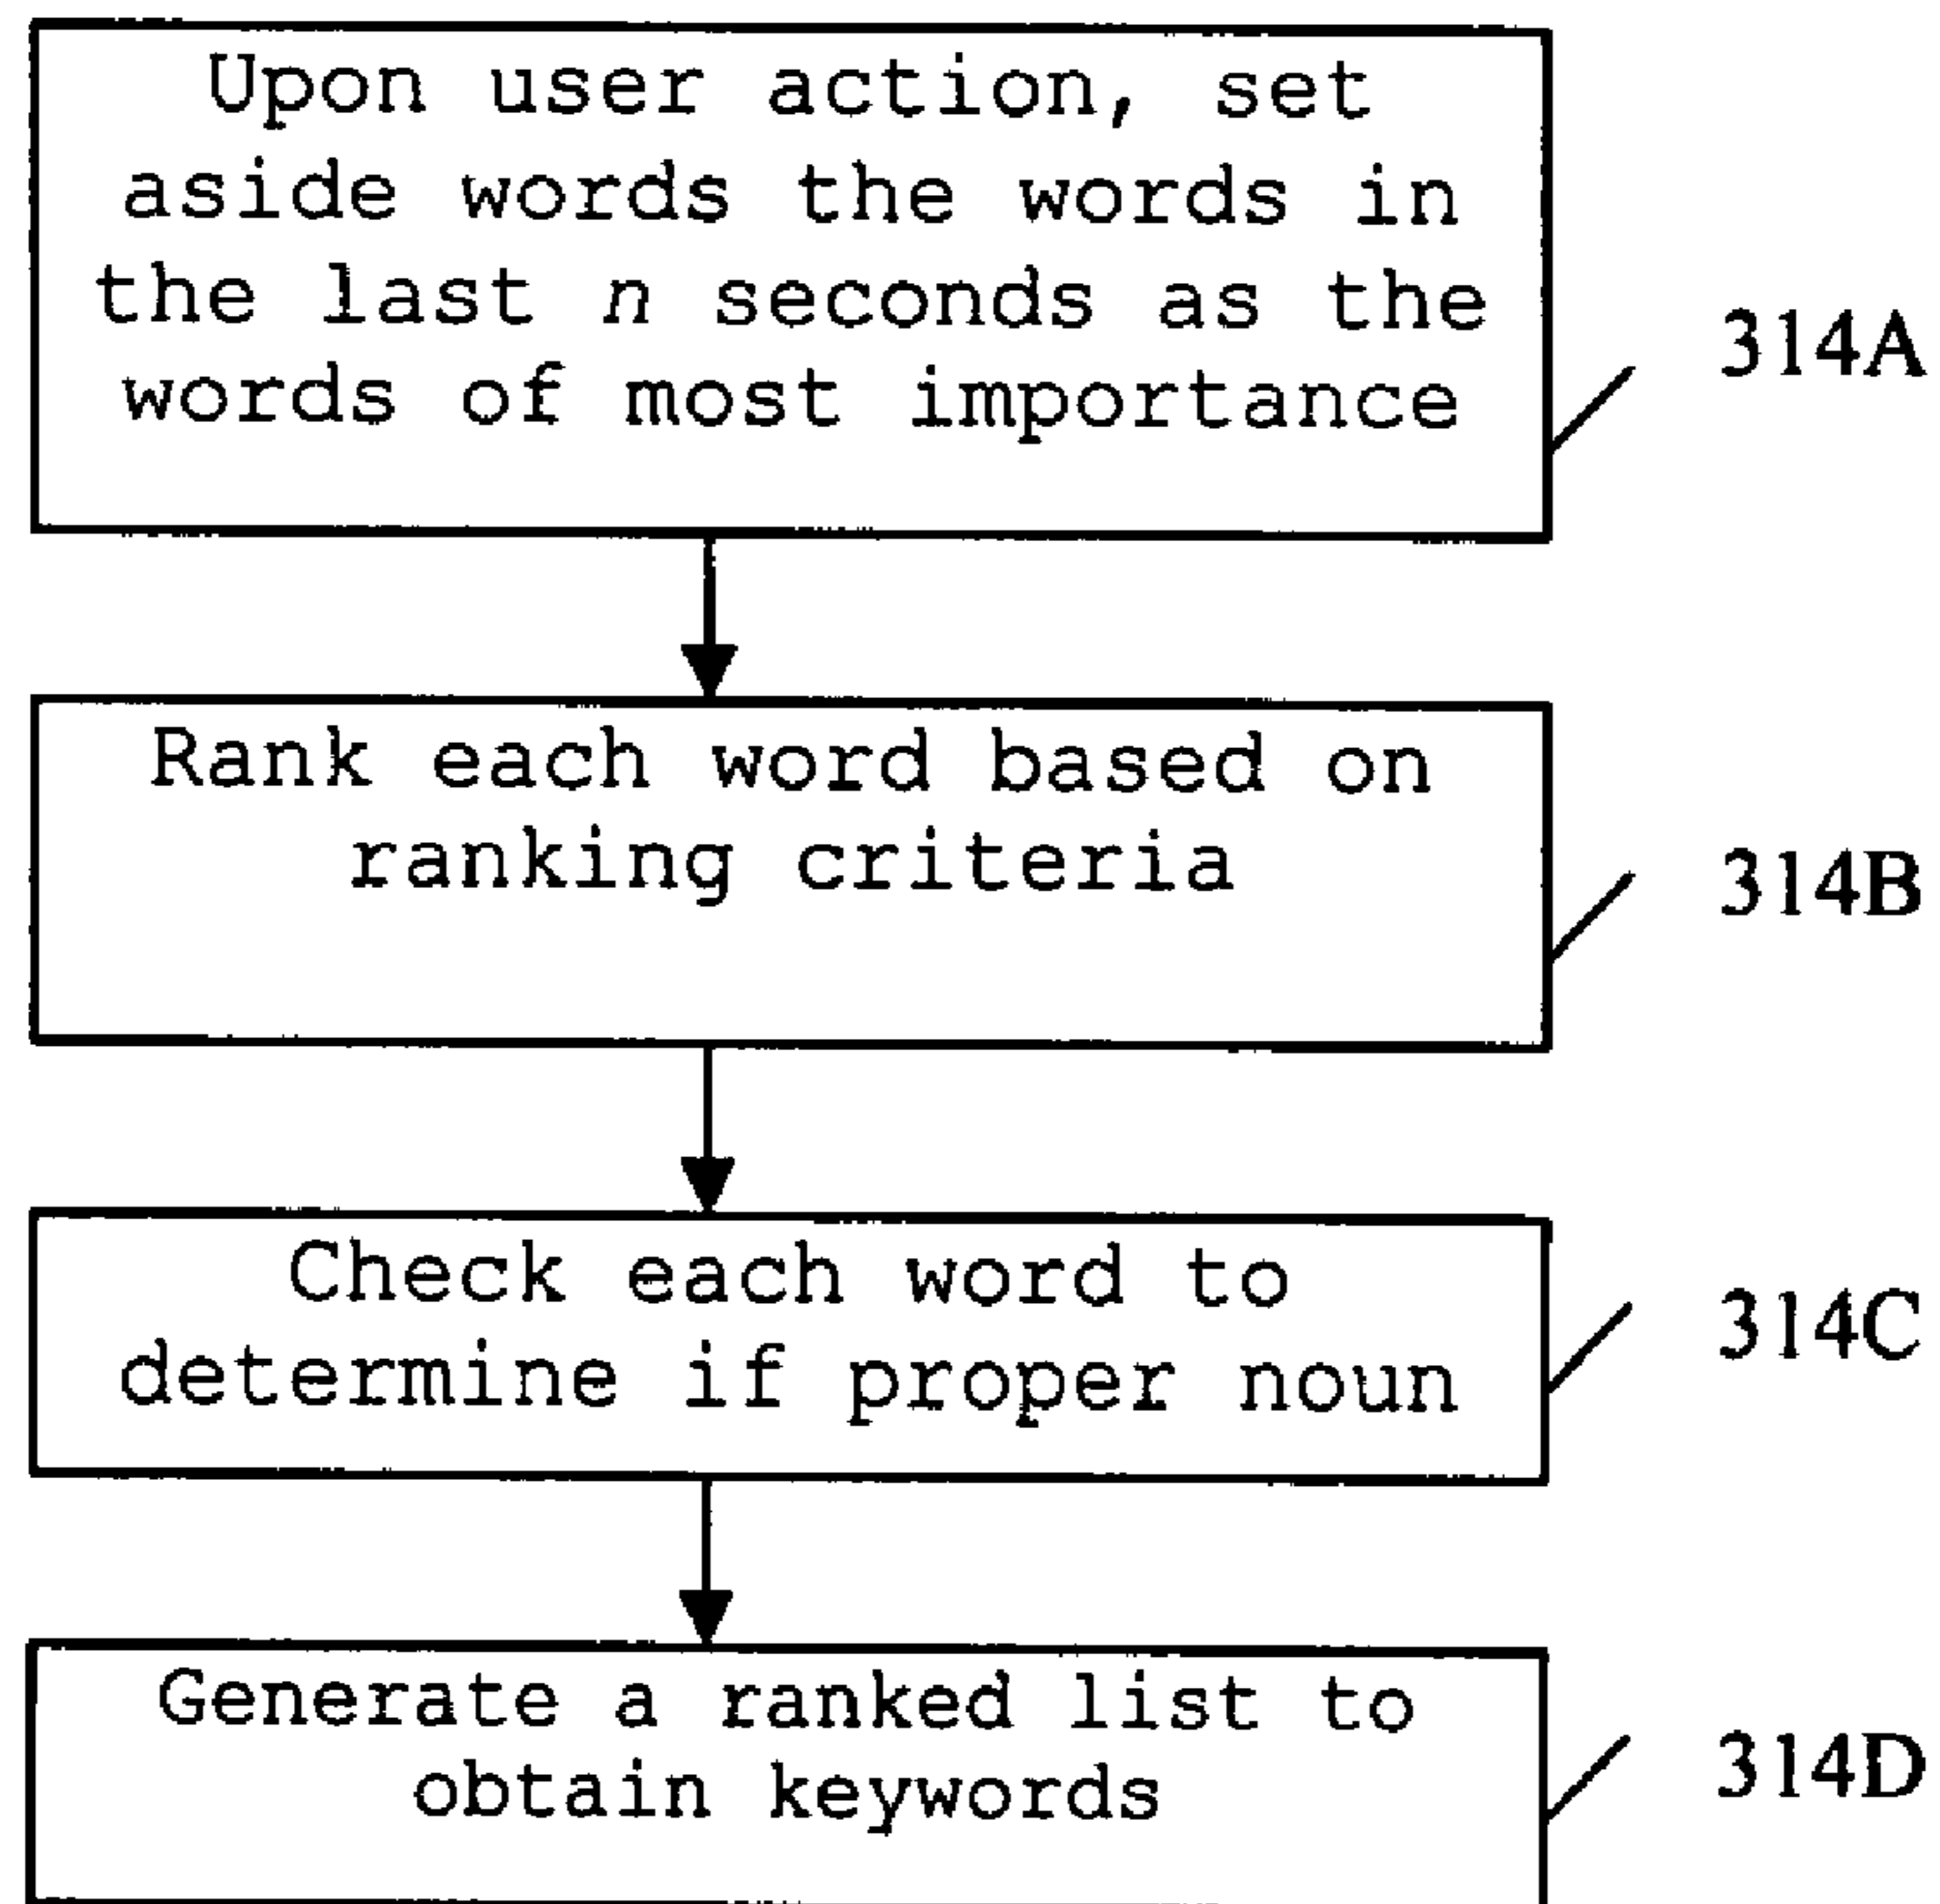 Upon user action, set
aside words the words in
the last n seconds as the
words of most importance
314A
Rank each word based on
ranking criteria
314B
Check each word to
determine if proper noun
314C
Generate a ranked list to
obtain keywords
314D